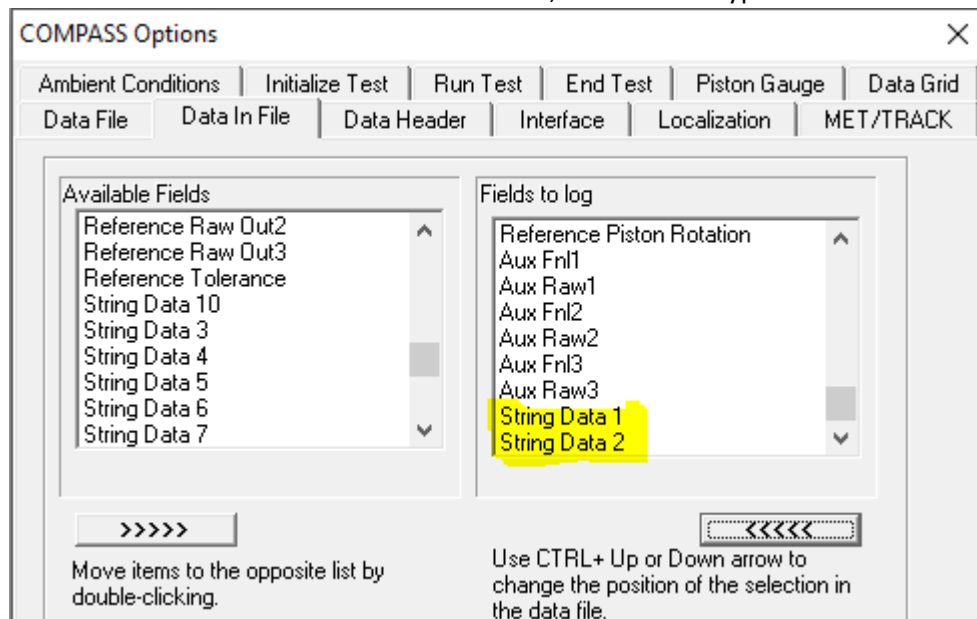 COMPASS Options
Ambient Conditions Initialize Test Run Test End Test Piston Gauge Data Grid
Data File Data In File Data Header Interface Localization MET/TRACK
Available Fields
Reference Raw Out2
Reference Raw Out3
Reference Tolerance
String Data 10
String Data 3
String Data 4
String Data 5
String Data 6
String Data 7
Fields to log
Reference Piston Rotation
Aux Fnl1
Aux Raw1
Aux Fnl2
Aux Raw2
Aux Fnl3
Aux Raw3
String Data 1
String Data 2
>>>>>
Move items to the opposite list by
double-clicking.
<<<<<
Use CTRL+ Up or Down arrow to
change the position of the selection in
the data file.